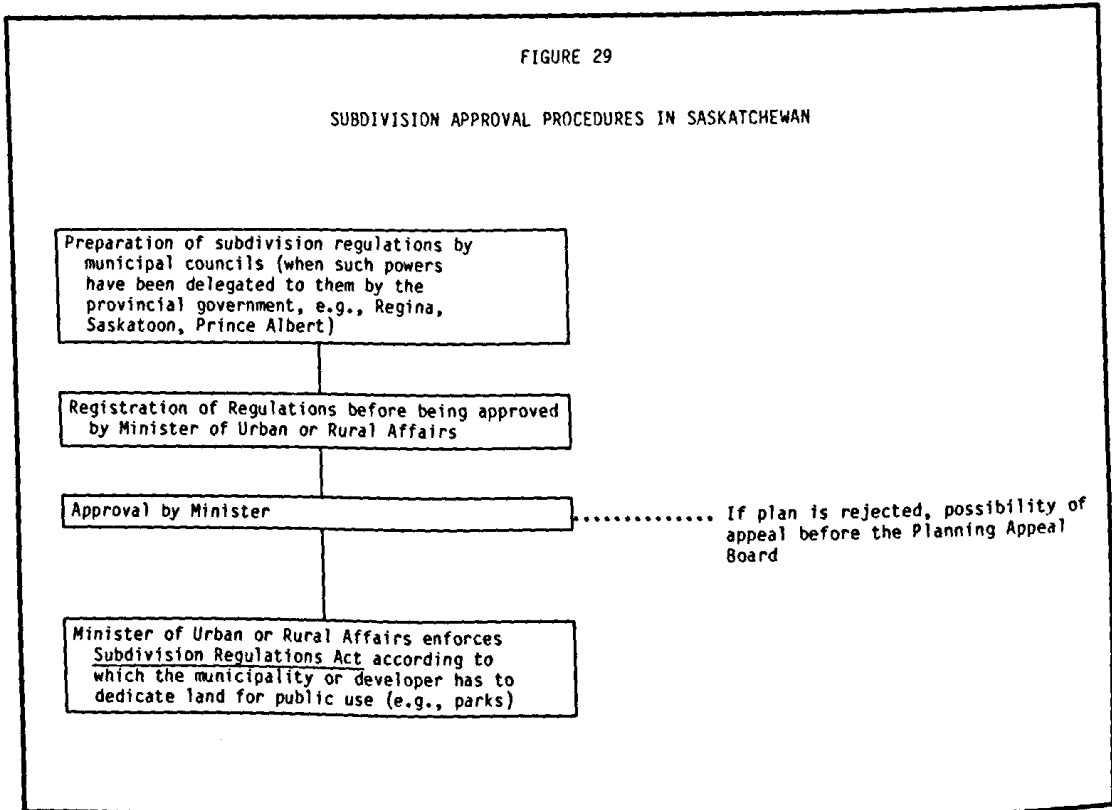 FIGURE 29
SUBDIVISION APPROVAL PROCEDURES IN SASKATCHEWAN
Preparation of subdivision regulations by
municipal councils (when such powers
have been delegated to them by the
provincial government, e.g., Regina,
Saskatoon, Prince Albert)
Registration of Regulations before being approved
by Minister of Urban or Rural Affairs
Approval by Minister
If plan is rejected, possibility of
appeal before the Planning Appeal
Board
Minister of Urban or Rural Affairs enforces
Subdivision Regulations Act according to
which the municipality or developer has to
dedicate land for public use (e.g., parks)